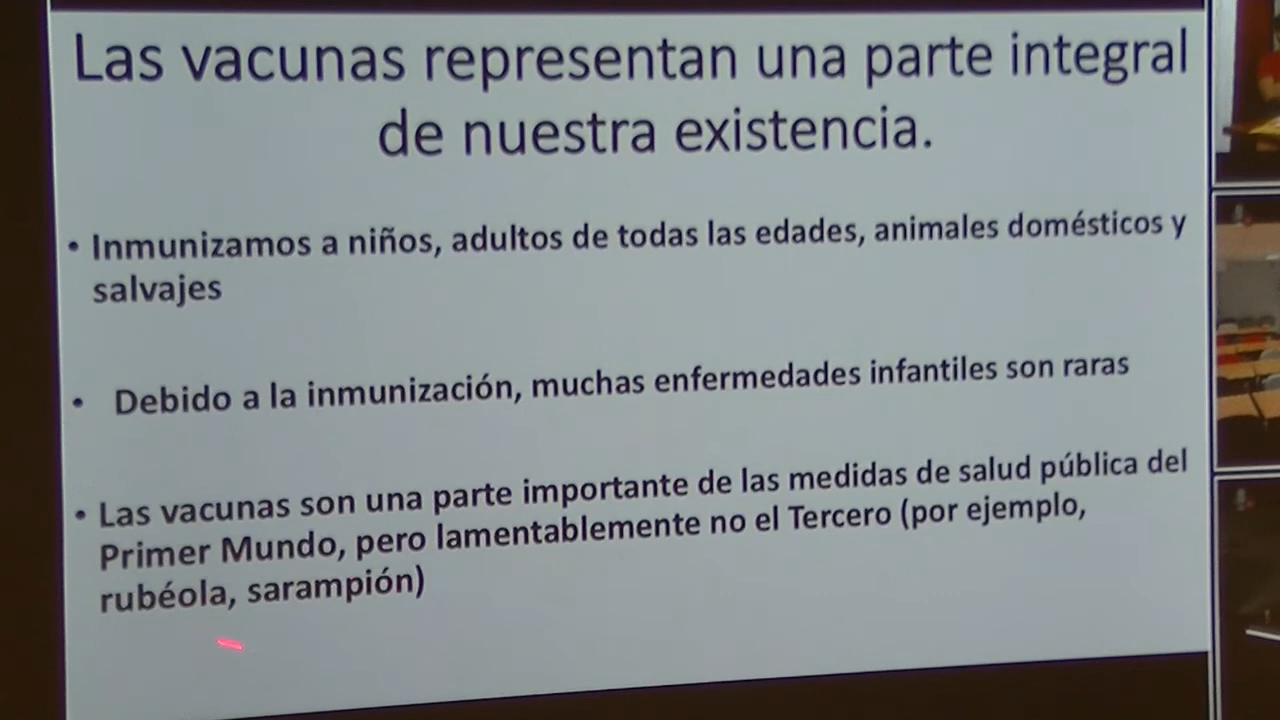 Las vacunas representan una parte integral
de nuestra existencia.
• Inmunizamos a niños, adultos de todas las edades, animales domésticos y
salvajes
• Debido a la inmunización, muchas enfermedades infantiles son raras
• Las vacunas son una parte importante de las medidas de salud pública del
Primer Mundo, pero lamentablemente no el Tercero (por ejemplo,
rubéola, sarampión)